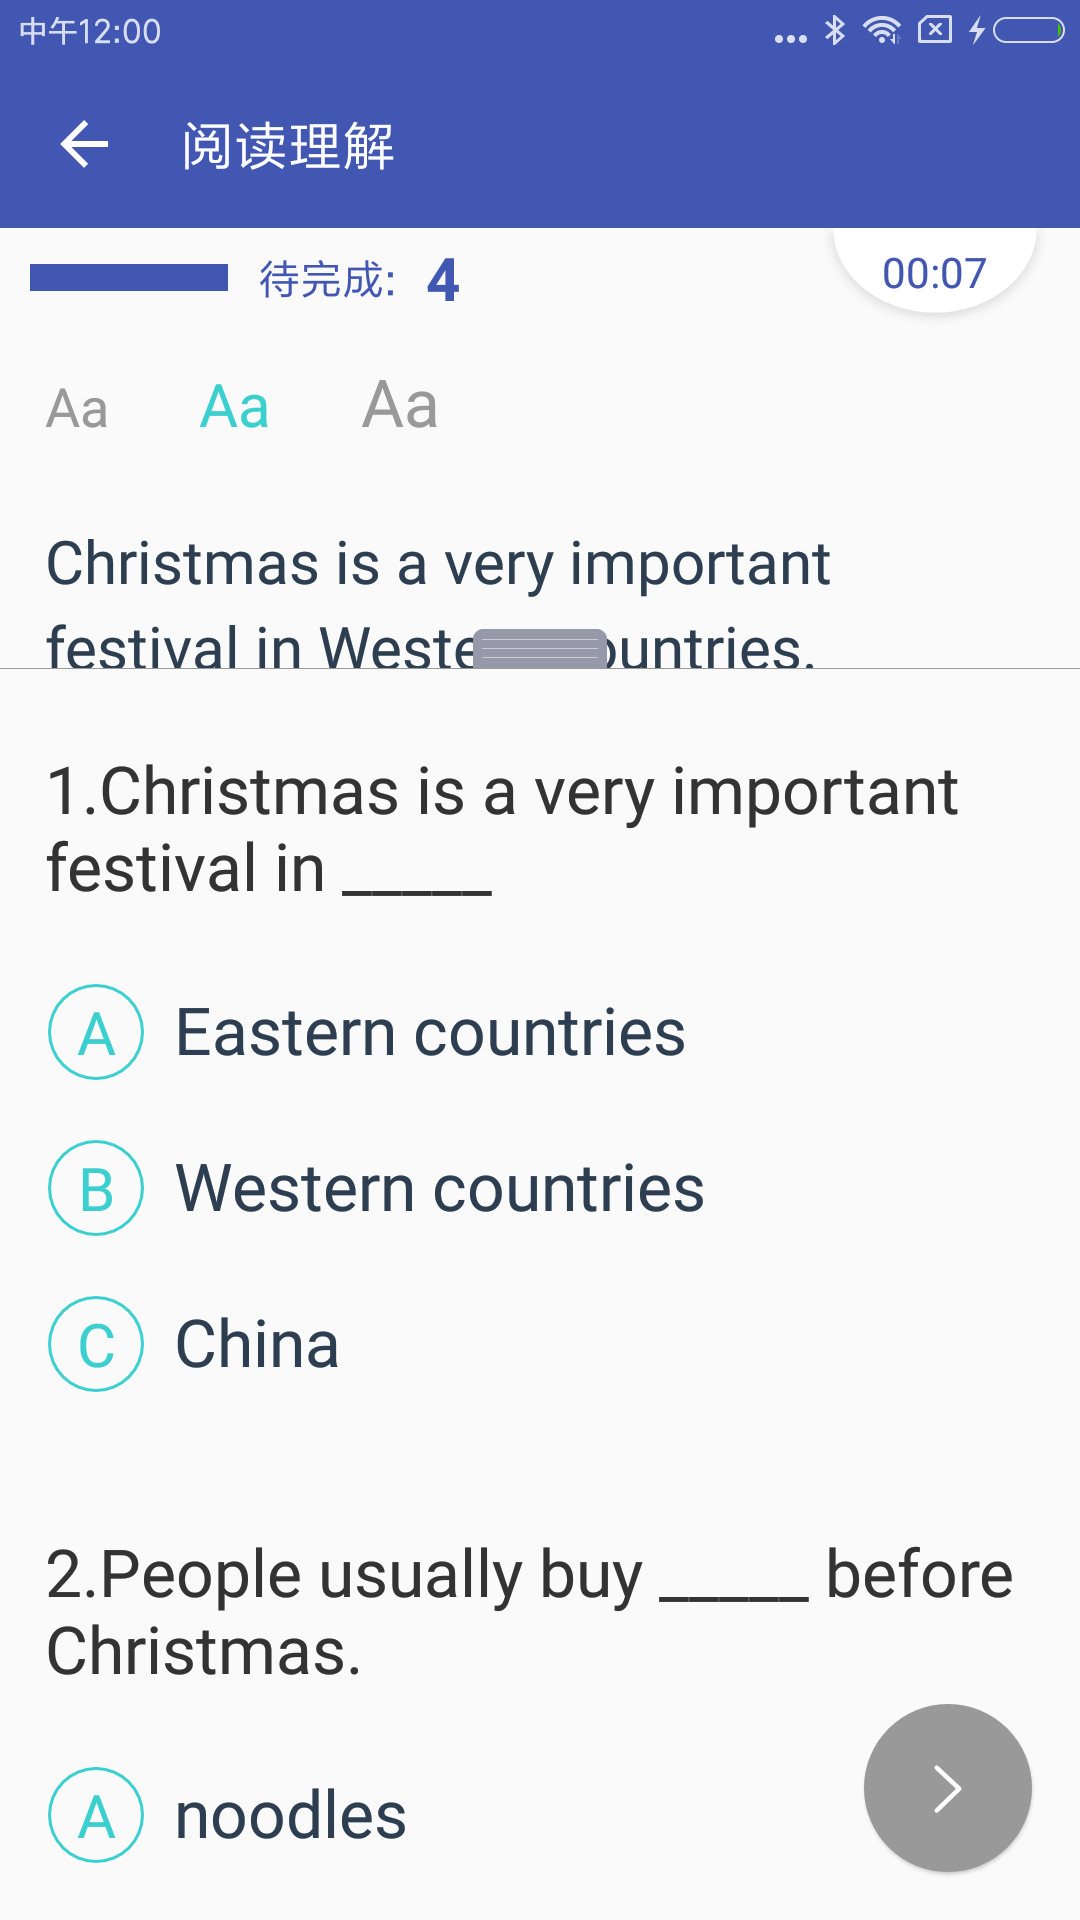 中午12:00
阅读理解
待完成: 4
00:07
Aa Aa Aa
Christmas is a very important
festival in Weste ountries.
1.Christmas is a very important
festival in _____
A Eastern countries
B Western countries
C China
2.People usually buy _____ before
Christmas.
A noodles